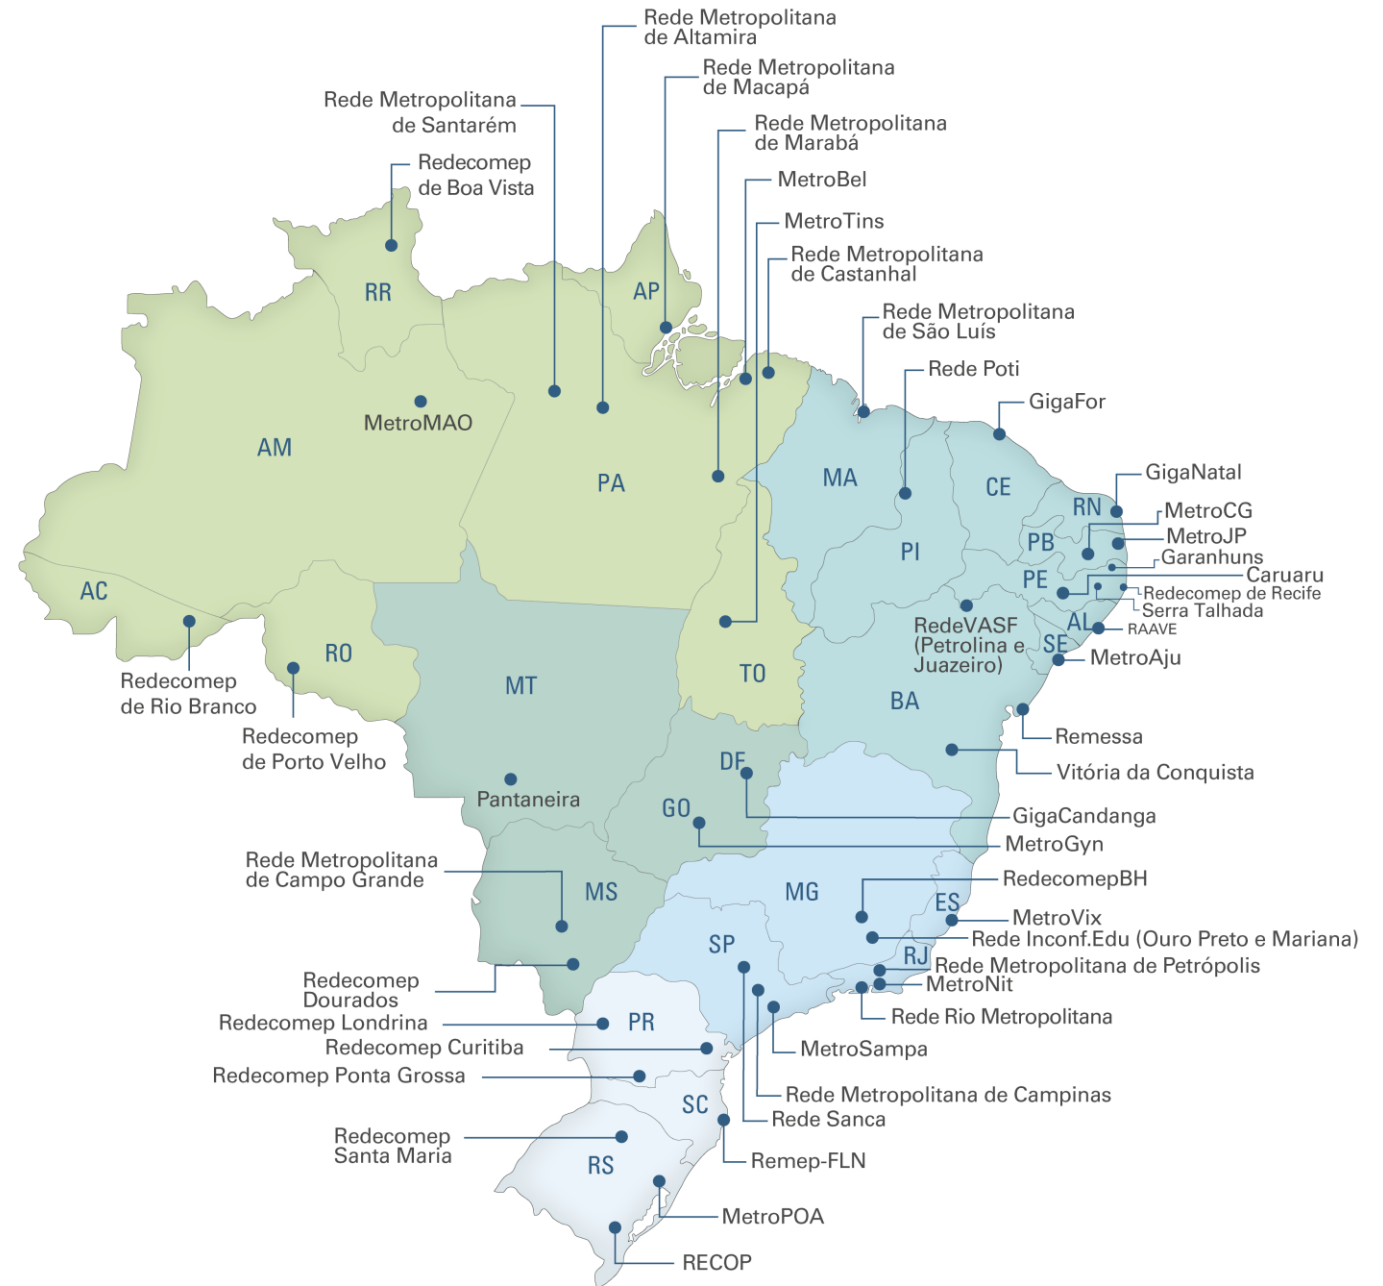 Rede Metropolitana
de Altamira
Rede Metropolitana
de Macapá
Rede Metropolitana
de Santarém
Rede Metropolitana
de Marabá
Redecomep
de Boa Vista
MetroBel
MetroTins
Rede Metropolitana
de Castanhal
RR
AP
Rede Metropolitana
de São Luís
Rede Poti
GigaFor
MetroMAO
AM
PA
MA
CE
GigaNatal
RN
MetroCG
PB
MetroJP
PI
Garanhuns
PE
Caruaru
AC
Redecomep de Recife
Serra Talhada
RedeVASF
(Petrolina e
Juazeiro)
AL
RAAVE
SE
MetroAju
RO
TO
MT
BA
Redecomep
de Rio Branco
Redecomep
de Porto Velho
Remessa
DF
Vitória da Conquista
Pantaneira
GO
GigaCandanga
MetroGyn
Rede Metropolitana
de Campo Grande
MS
MG
RedecomepBH
ES
MetroVix
SP
Rede Inconf.Edu (Ouro Preto e Mariana)
RJ
Rede Metropolitana de Petrópolis
Redecomep
Dourados
MetroNit
Redecomep Londrina
PR
Rede Rio Metropolitana
Redecomep Curitiba
MetroSampa
Redecomep Ponta Grossa
Rede Metropolitana de Campinas
SC
Rede Sanca
Redecomep
Santa Maria
RS
Remep-FLN
MetroPOA
RECOP